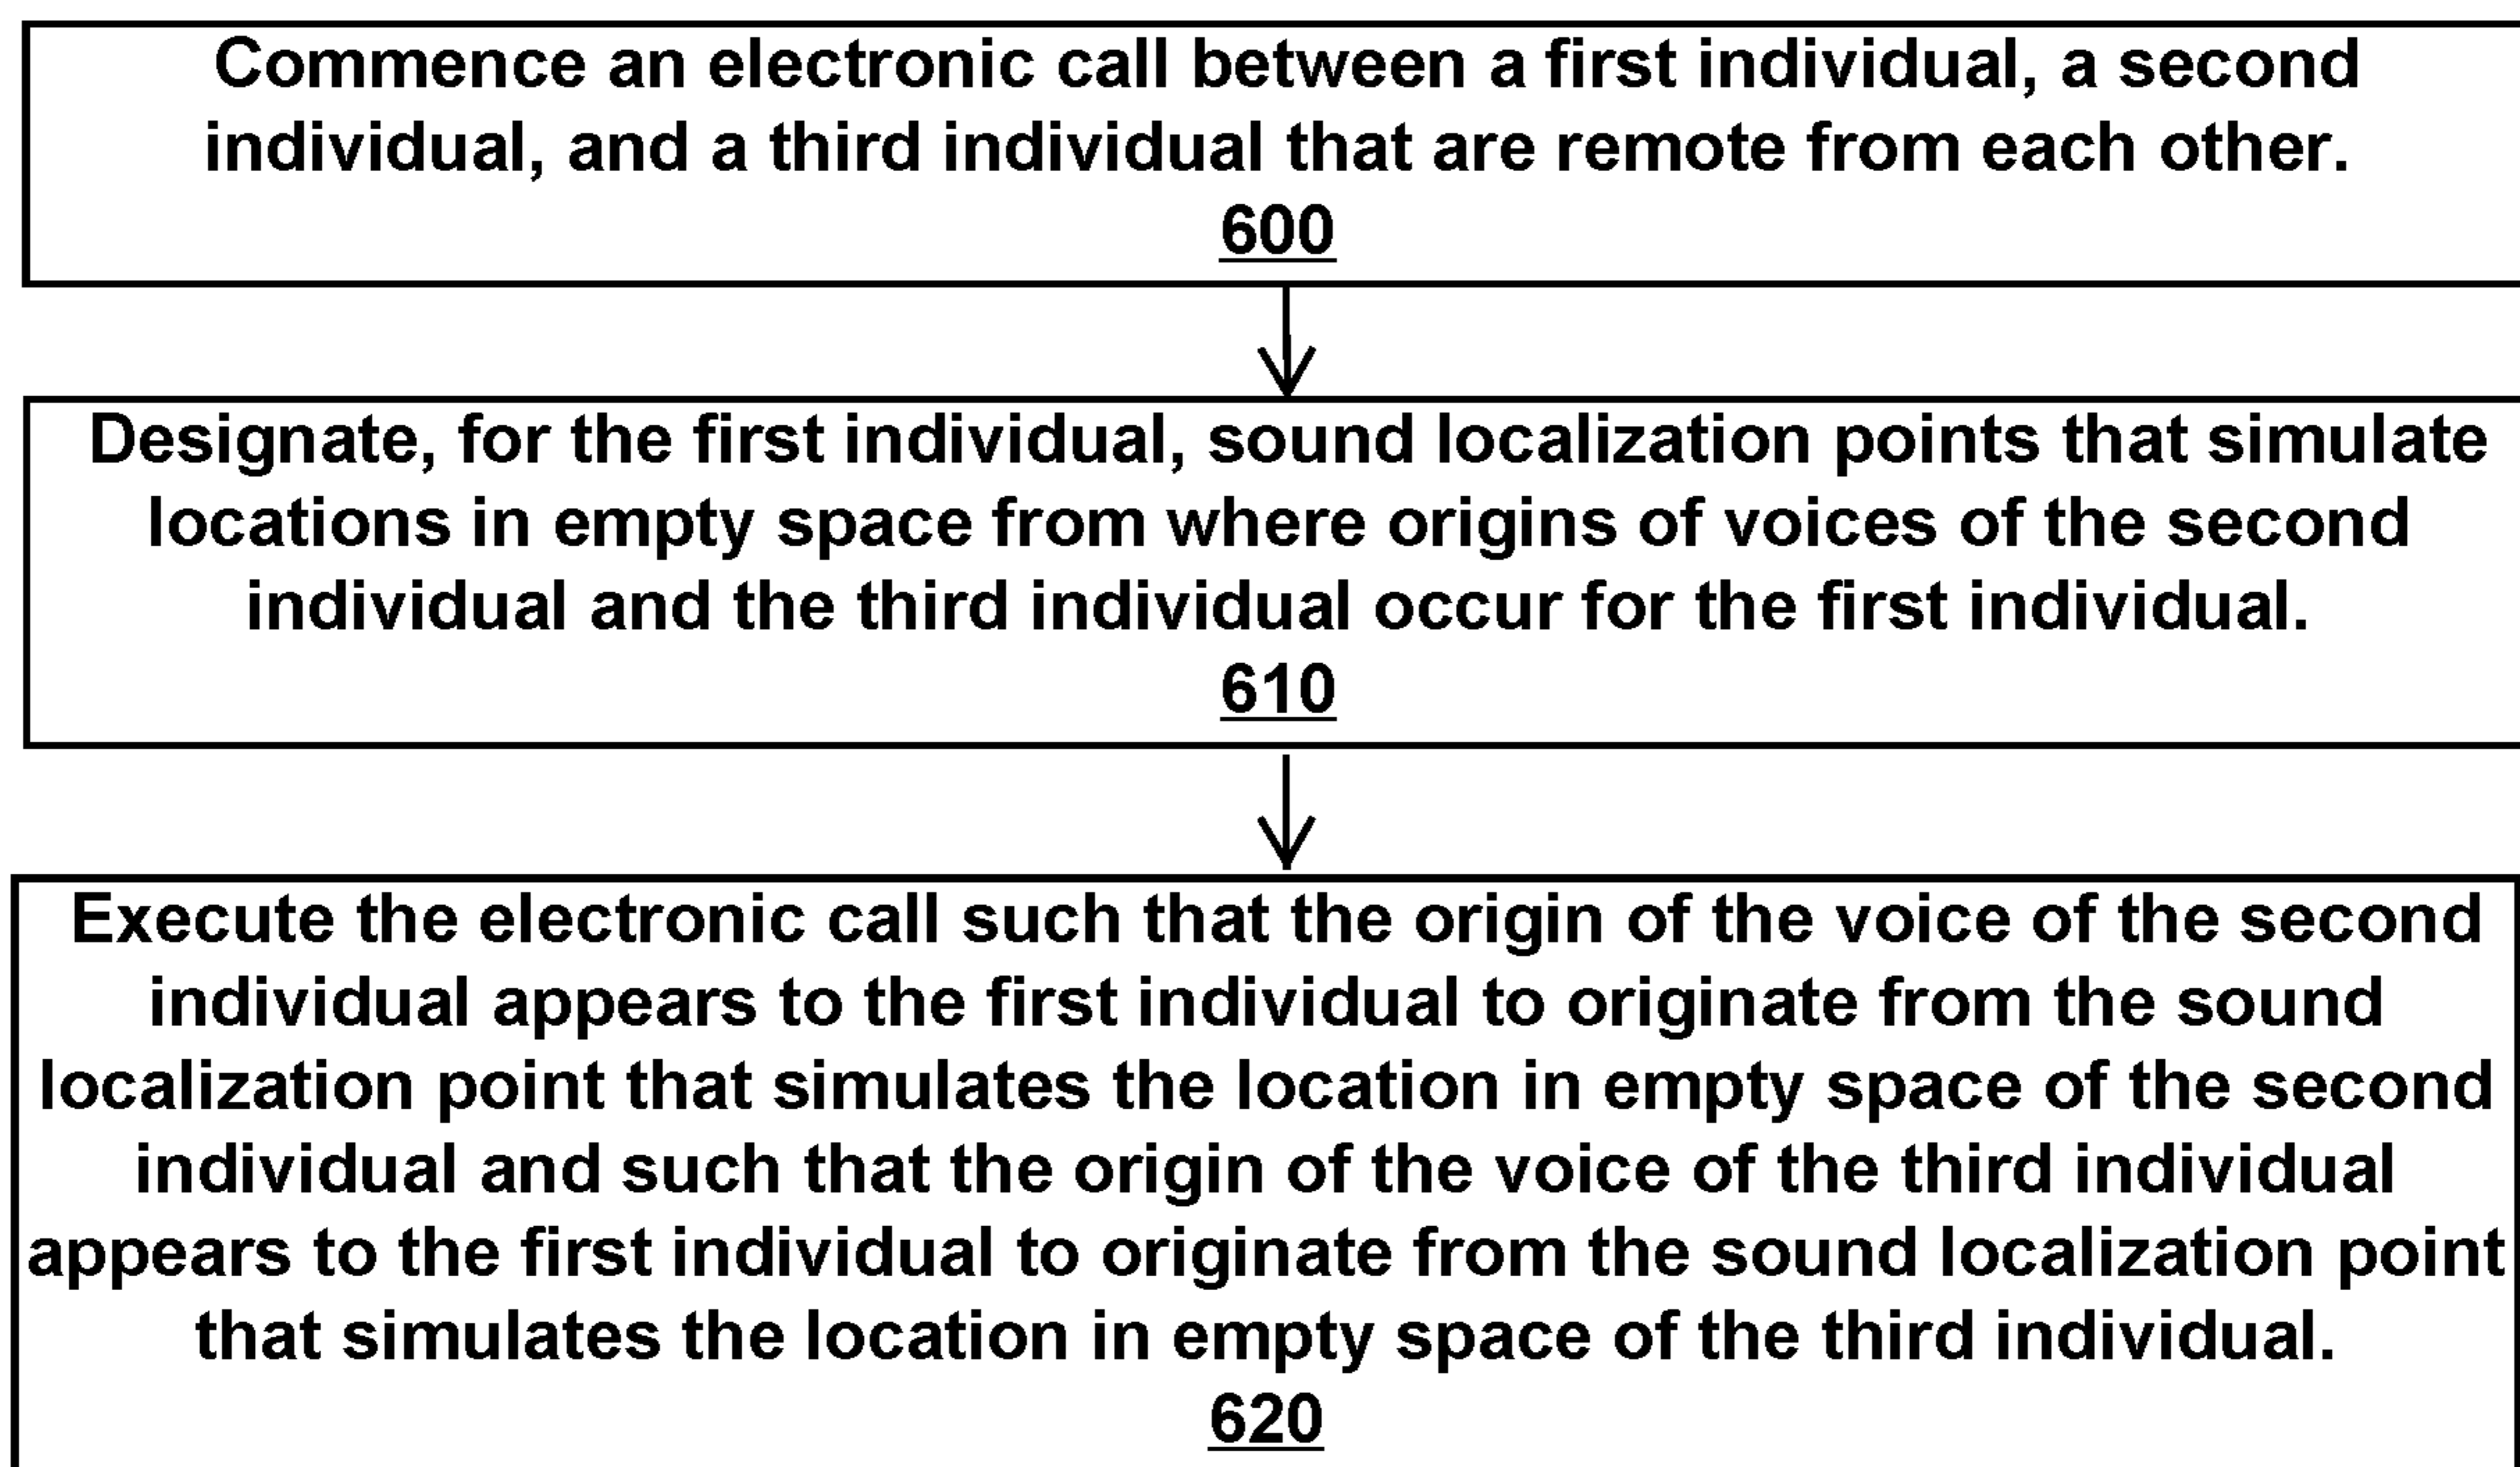 Commence an electronic call between a first individual, a second
individual, and a third individual that are remote from each other.
600
Designate, for the first individual, sound localization points that simulate
locations in empty space from where origins of voices of the second
individual and the third individual occur for the first individual.
610
Execute the electronic call such that the origin of the voice of the second
individual appears to the first individual to originate from the sound
localization point that simulates the location in empty space of the second
individual and such that the origin of the voice of the third individual
appears to the first individual to originate from the sound localization point
that simulates the location in empty space of the third individual.
620